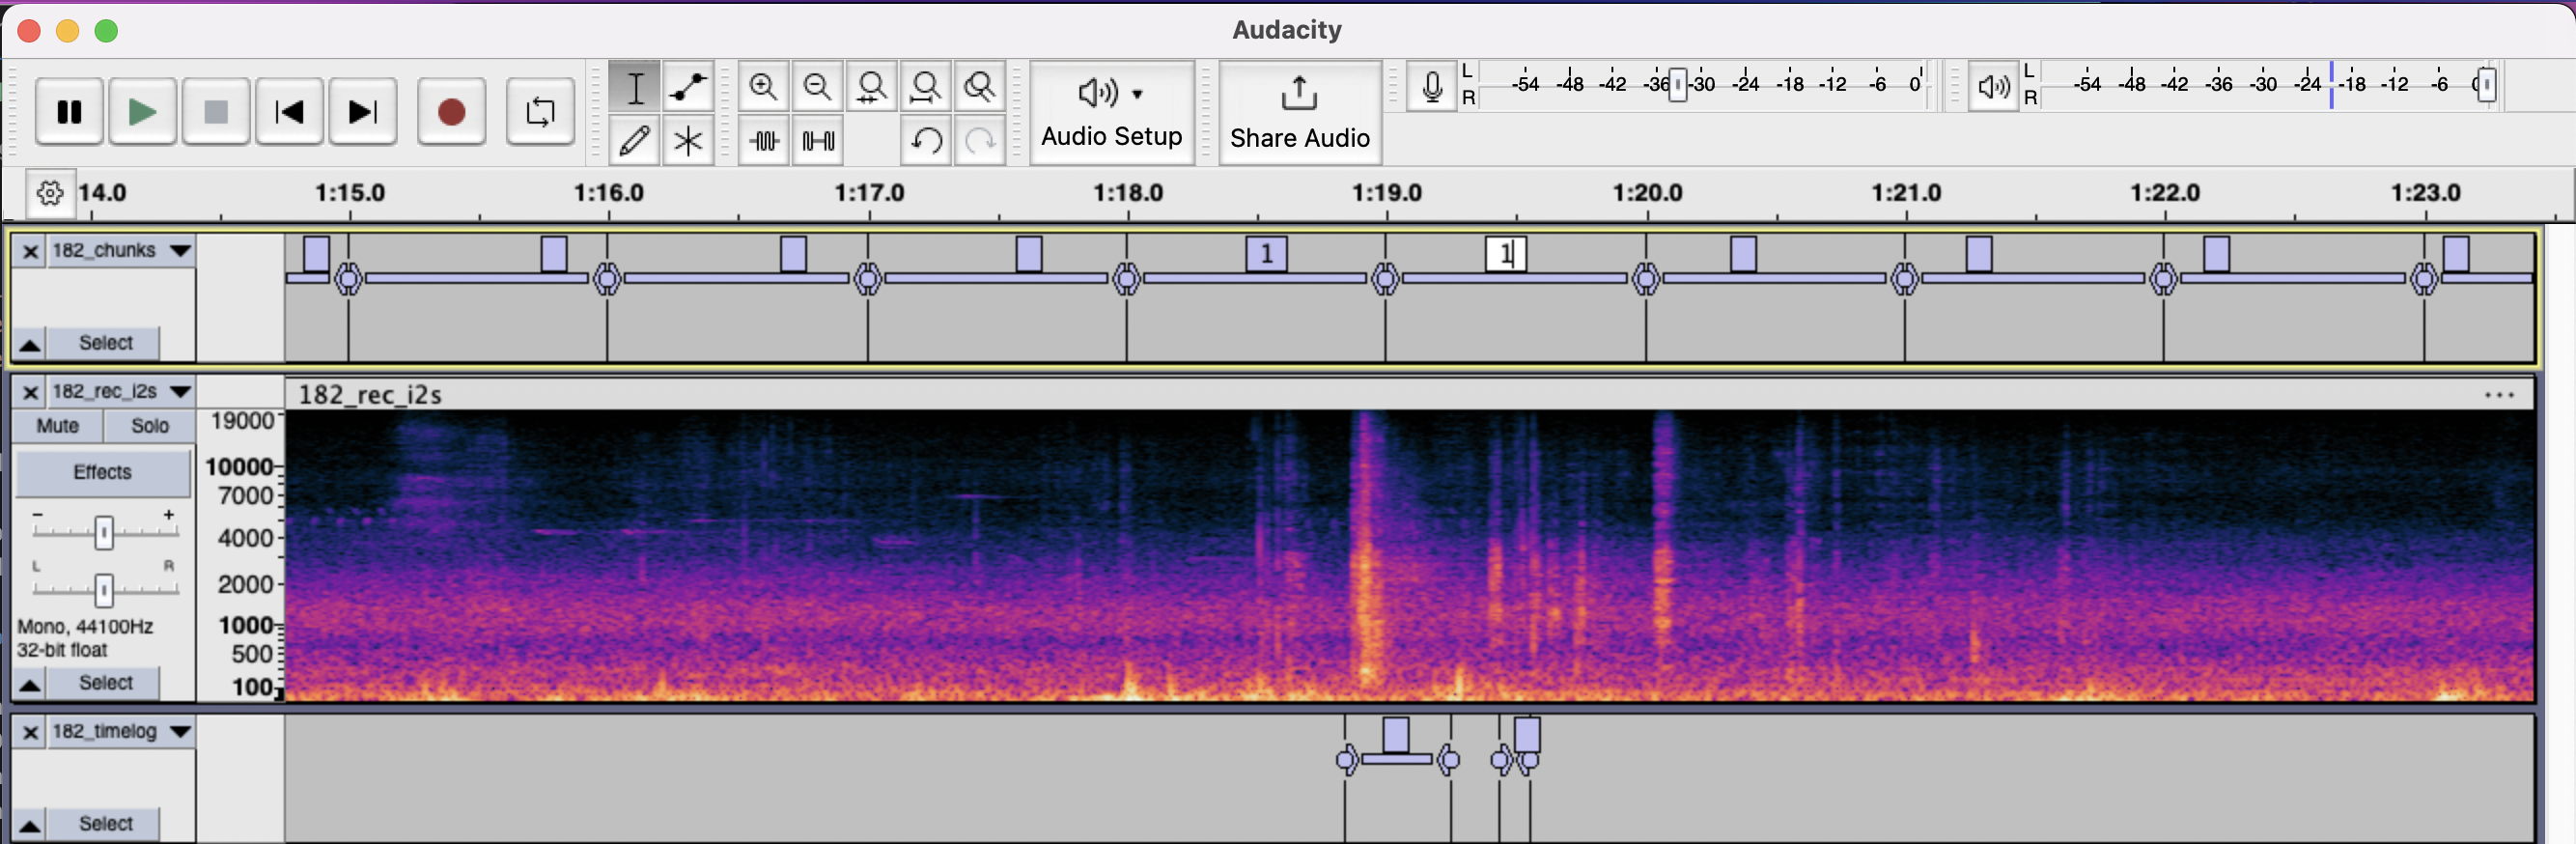 Audacity
L -54 -48 -42 -36 -30 -24 -18 -12 -6 0
R
L -54 -48 -42 -36 -30 -24 -18 -12 -6
R
Audio Setup
Share Audio
14.0 1:15.0 1:16.0 1:17.0 1:18.0 1:19.0 1:20.0 1:21.0 1:22.0 1:23.0
182_chunks
1 1
Select
182_rec_i2s
182_rec_i2s ...
Mute Solo
Effects
- +
L R
Mono, 44100Hz
32-bit float
Select
19000
10000
7000
4000
2000
1000
500
100
182_timelog
Select